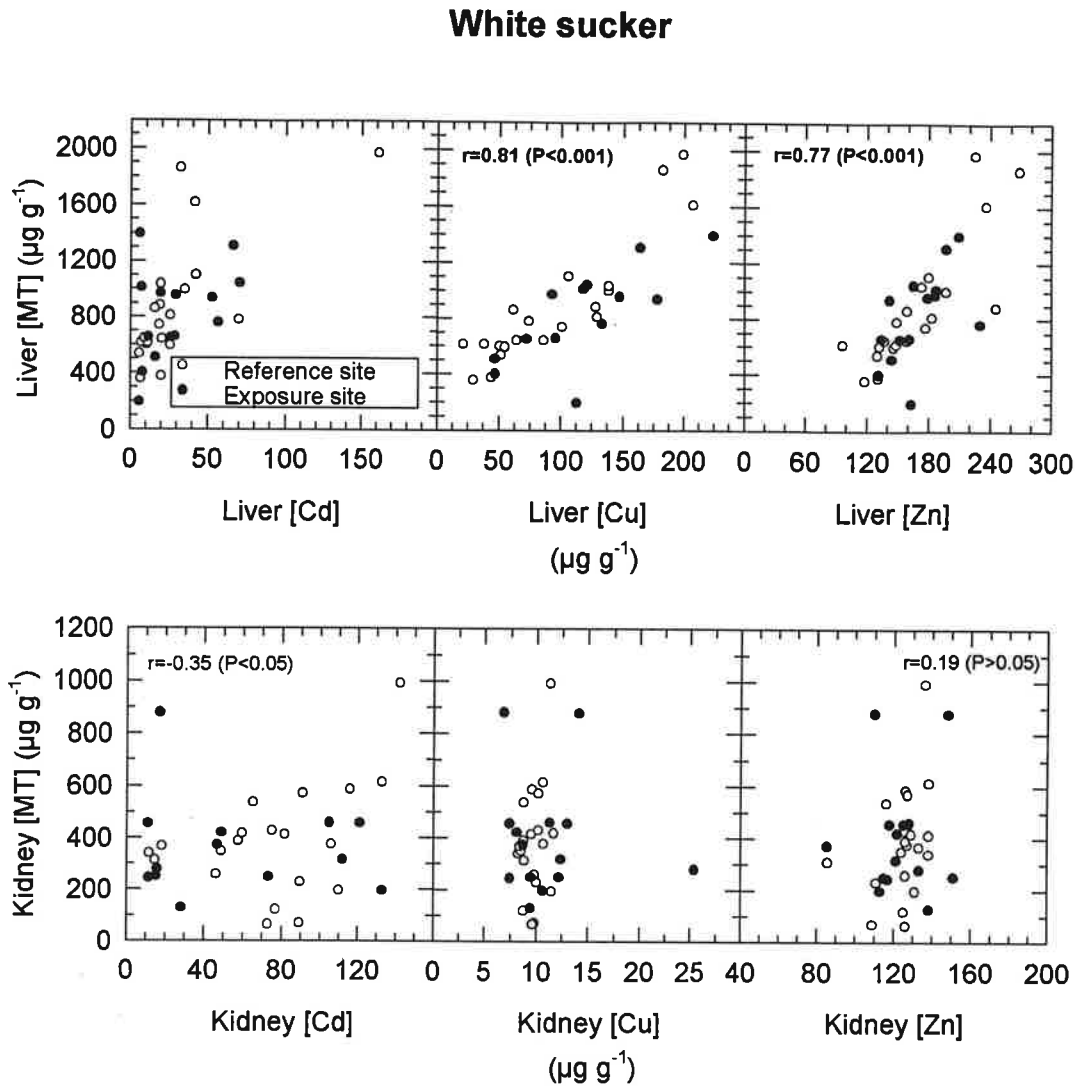 White sucker
r=0.81 (P<0.001)
r=0.77 (P<0.001)
2000
1600
1200
800
400
0
Liver [MT] (µg g-1)
Reference site
Exposure site
0 50 100 150
0 50 100 150 200
0 60 120 180 240 300
Liver [Cd]
Liver [Cu]
Liver [Zn]
(µg g-1)
1200
1000
800
600
400
200
0
Kidney [MT] (µg g-1)
r=-0.35 (P<0.05)
r=0.19 (P>0.05)
0 40 80 120
0 5 10 15 20 25
40 80 120 160 200
Kidney [Cd]
Kidney [Cu]
Kidney [Zn]
(µg g-1)